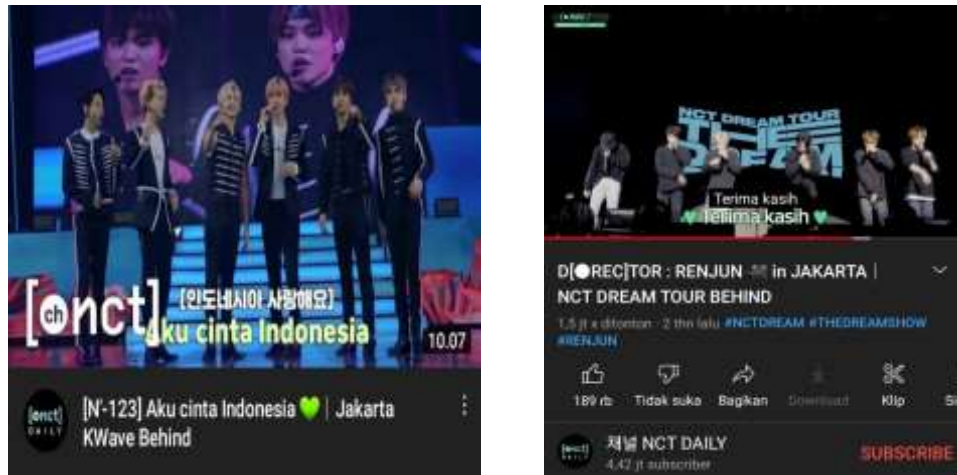 [인도네시아 사랑해요]
[ch nct] Aku cinta Indonesia
10.07
[N'-123] Aku cinta Indonesia 💚 | Jakarta
KWave Behind
NCT DREAM TOUR
THE
DREAM
Terima kasih
💚 Terima kasih 💚
D[●REC]TOR : RENJUN in JAKARTA |
NCT DREAM TOUR BEHIND
1,5 jt x ditonton 2 thn lalu #NCTDREAM #THEDREAMSHOW
#RENJUN
189 rb Tidak suka Bagikan Download Klip
채널 NCT DAILY
4,42 jt subscriber
SUBSCRIBE